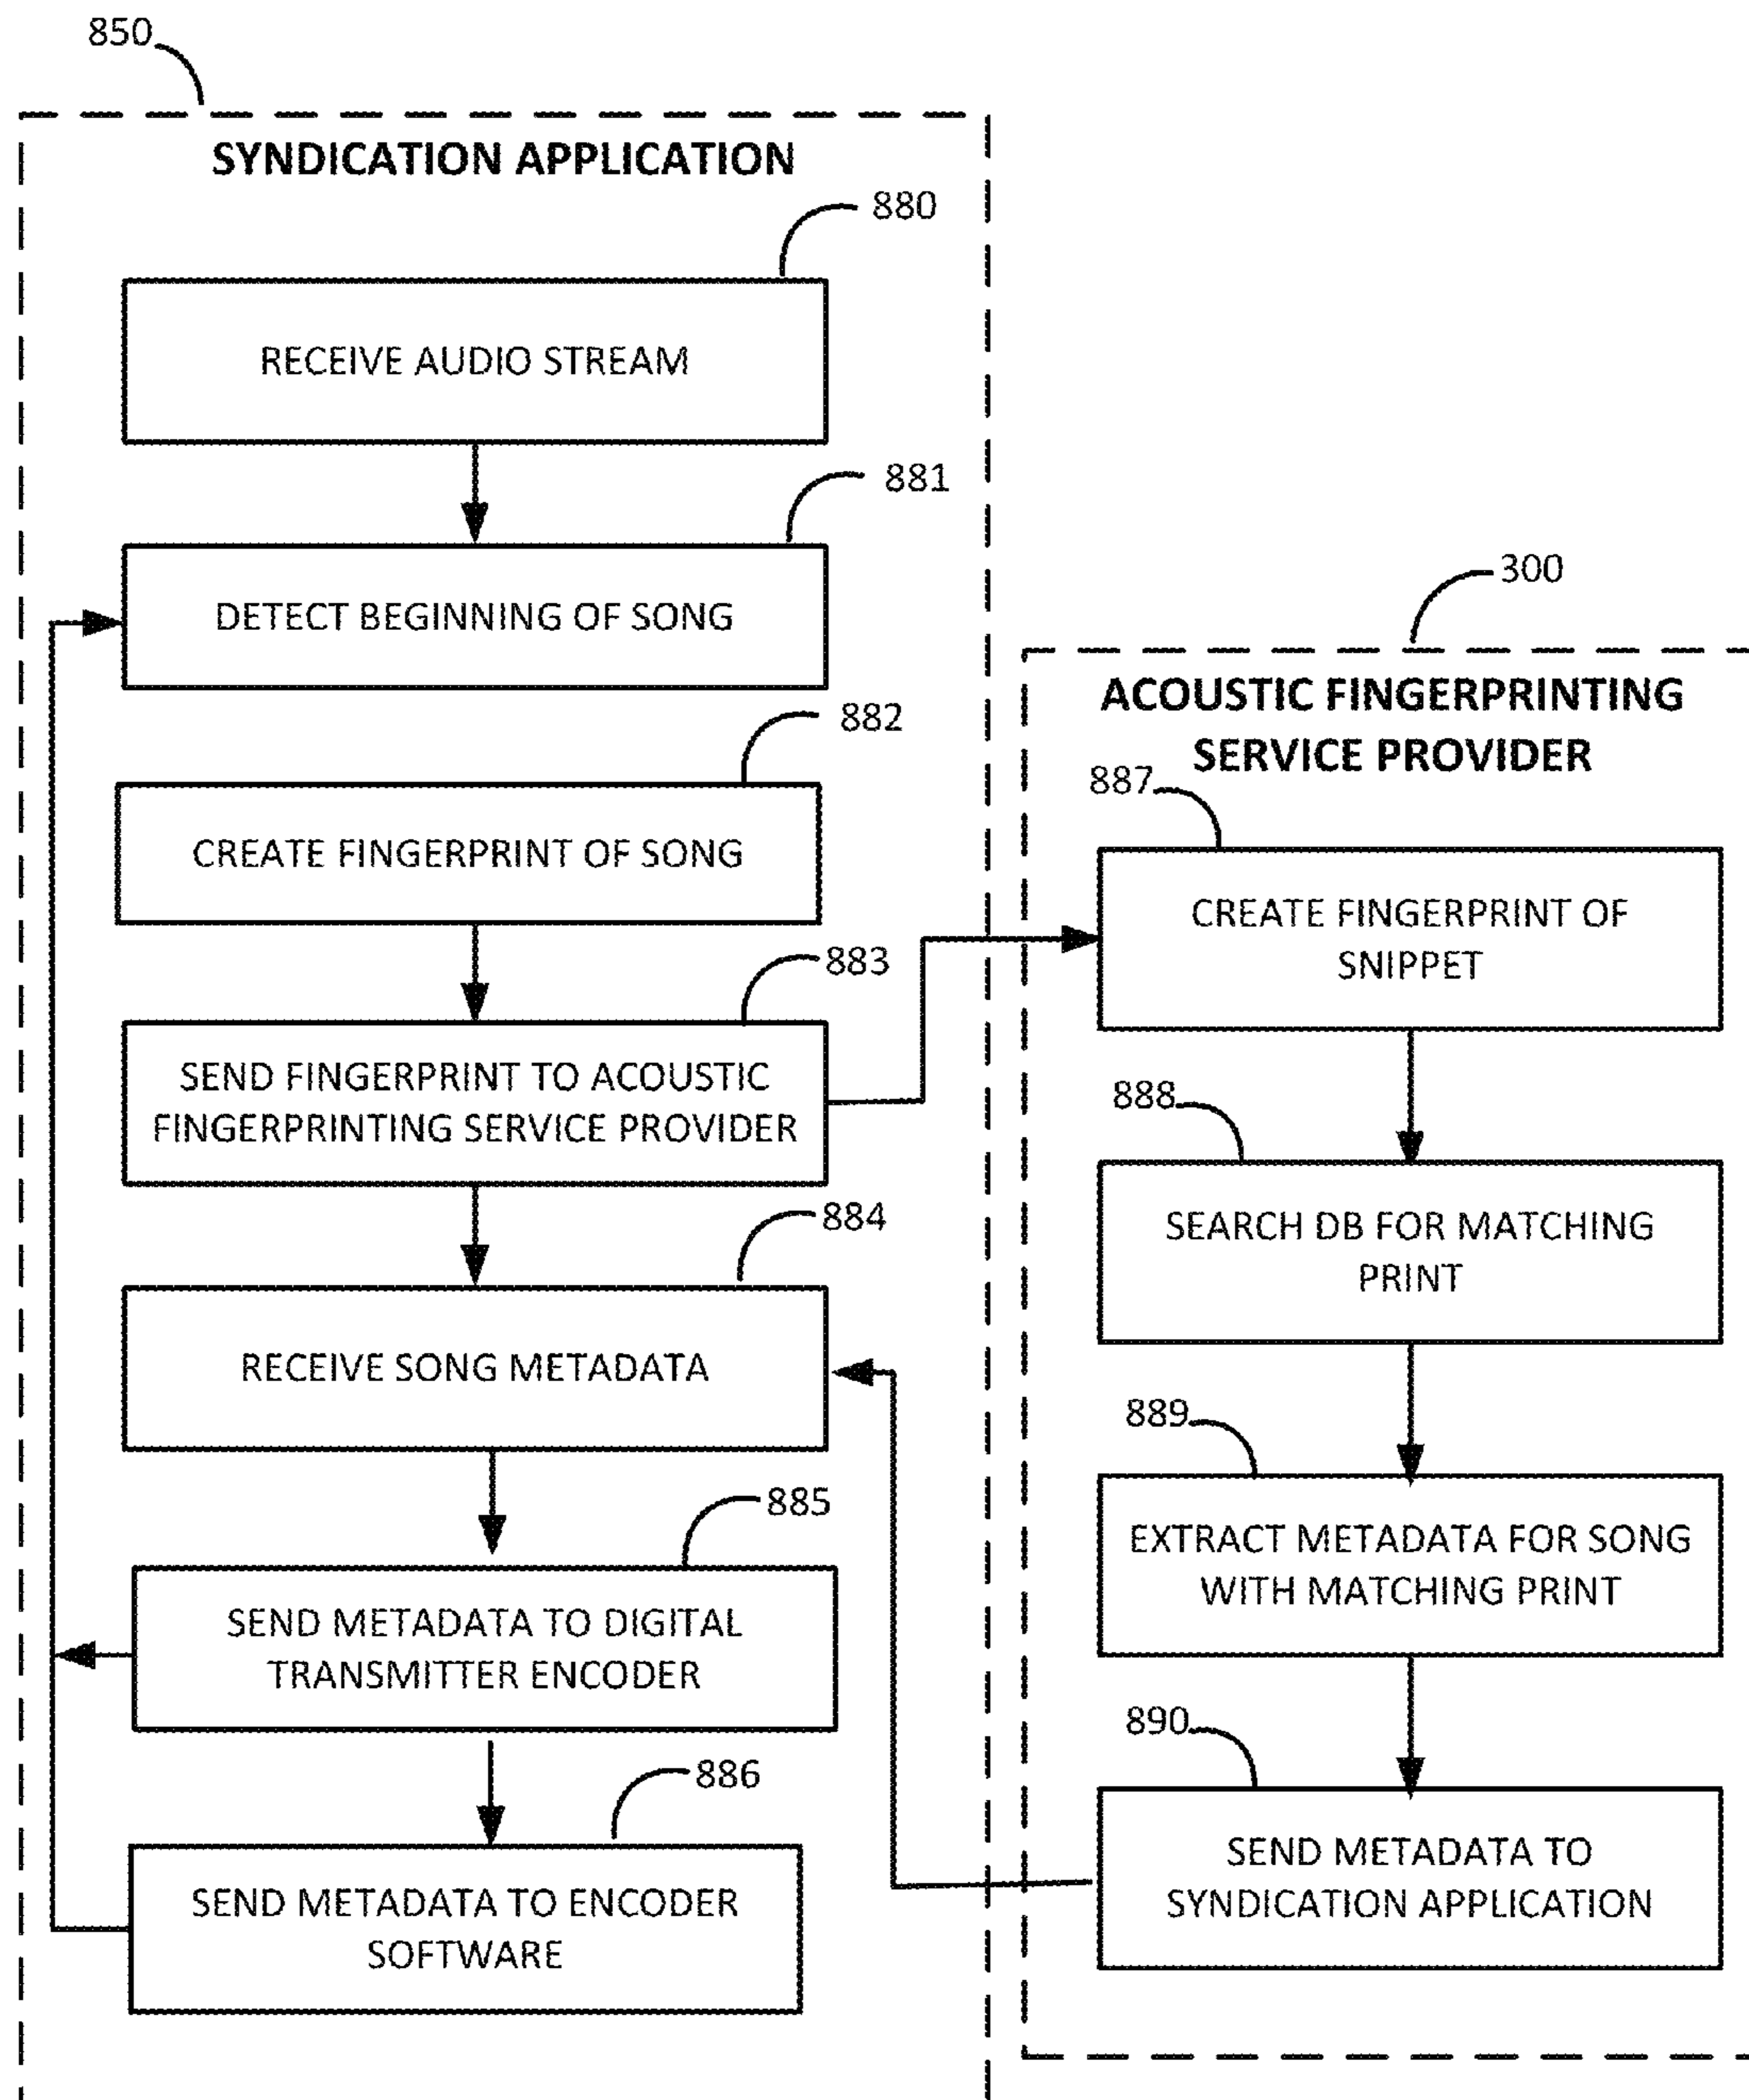 850
SYNDICATION APPLICATION
880
RECEIVE AUDIO STREAM
881
DETECT BEGINNING OF SONG
882
CREATE FINGERPRINT OF SONG
883
SEND FINGERPRINT TO ACOUSTIC
FINGERPRINTING SERVICE PROVIDER
884
RECEIVE SONG METADATA
885
SEND METADATA TO DIGITAL
TRANSMITTER ENCODER
886
SEND METADATA TO ENCODER
SOFTWARE
300
ACOUSTIC FINGERPRINTING
SERVICE PROVIDER
887
CREATE FINGERPRINT OF
SNIPPET
888
SEARCH DB FOR MATCHING
PRINT
889
EXTRACT METADATA FOR SONG
WITH MATCHING PRINT
890
SEND METADATA TO
SYNDICATION APPLICATION